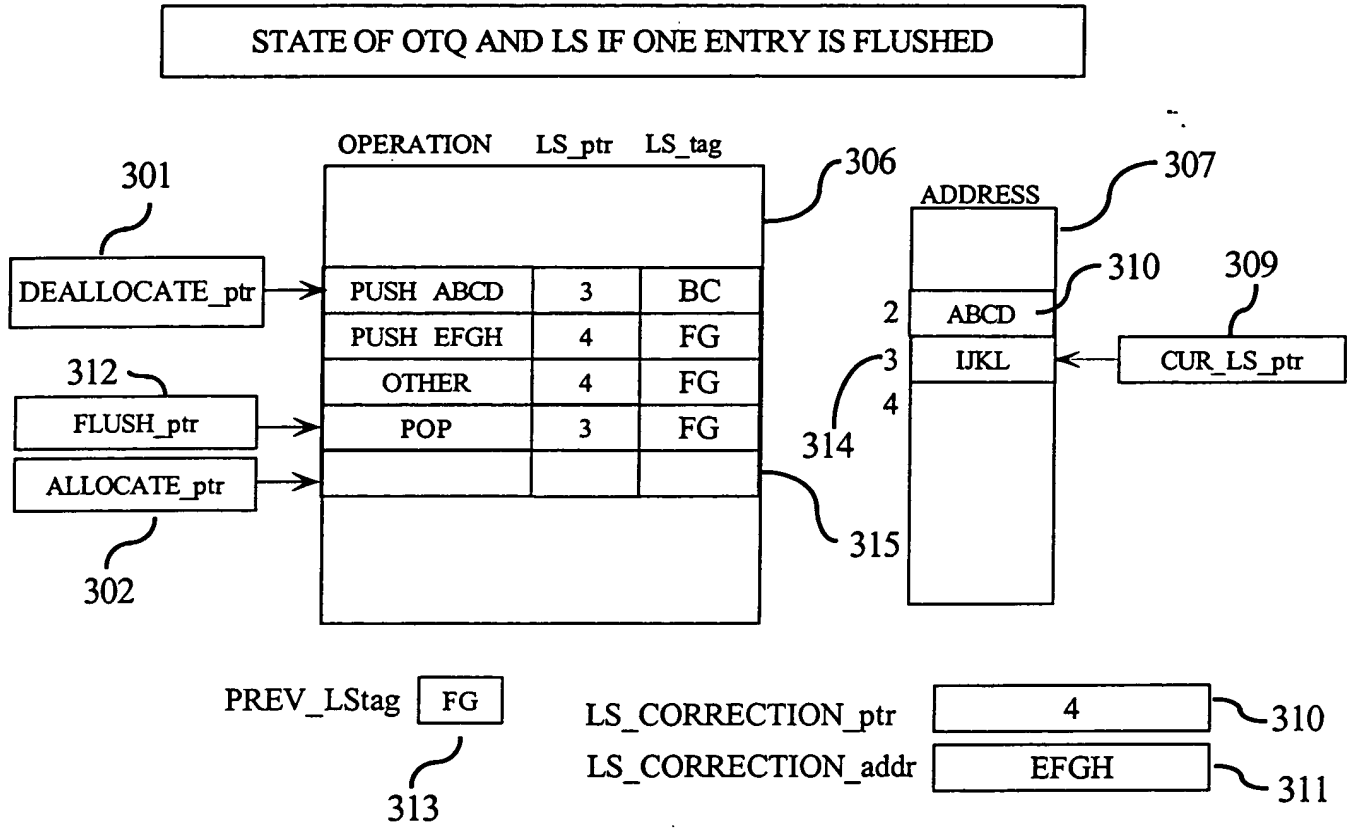 STATE OF OTQ AND LS IF ONE ENTRY IS FLUSHED
OPERATION LS_ptr LS_tag
306
307
301
ADDRESS
310
309
DEALLOCATE_ptr
PUSH ABCD 3 BC
2 ABCD
PUSH EFGH 4 FG
3 IJKL
CUR_LS_ptr
312
OTHER 4 FG
4
FLUSH_ptr
POP 3 FG
314
ALLOCATE_ptr
315
302
PREV_LStag FG
313
LS_CORRECTION_ptr 4 310
LS_CORRECTION_addr EFGH 311